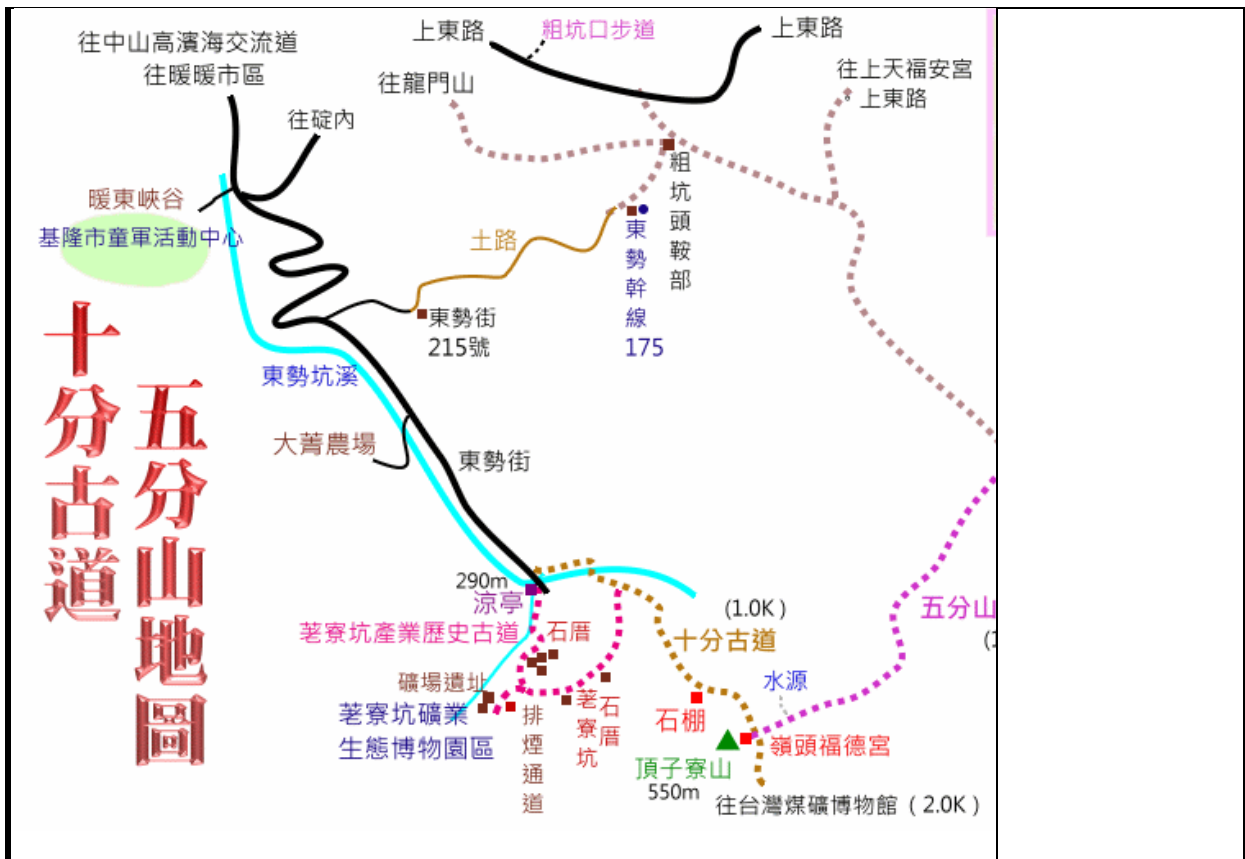 往中山高濱海交流道
往暖暖市區
往碇內
暖東峽谷
基隆市童軍活動中心
上東路
粗坑口步道
上東路
往龍門山
往上天福安宮
上東路
粗坑頭鞍部
土路
東勢幹線175
東勢街
215號
東勢坑溪
大菁農場
東勢街
十分古道
五分山地圖
290m
涼亭
荖寮坑產業歷史古道
石厝
礦場遺址
荖寮坑礦業
生態博物園區
排煙通道
荖寮坑
石厝
(1.0K)
十分古道
五分山
水源
石棚
嶺頭福德宮
頂子寮山
550m
往台灣煤礦博物館(2.0K)